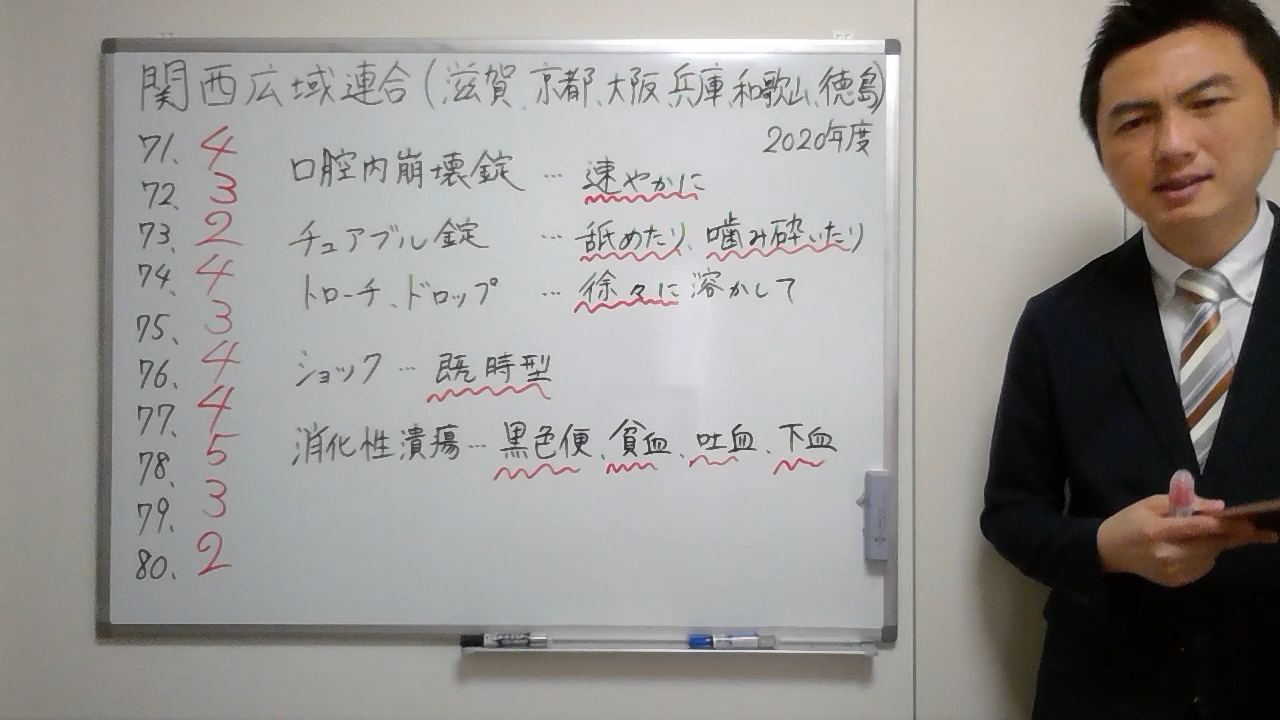 関西広域連合(滋賀、京都、大阪、兵庫、和歌山、徳島)
2020年度
71. 4
72. 3
73. 2
74. 4
75. 3
76. 4
77. 4
78. 5
79. 3
80. 2
口腔内崩壊錠 … 速やかに
チュアブル錠 … 舐めたり、噛み砕いたり
トローチ、ドロップ … 徐々に溶かして
ショック … 既時型
消化性潰瘍 … 黒色便、貧血、吐血、下血